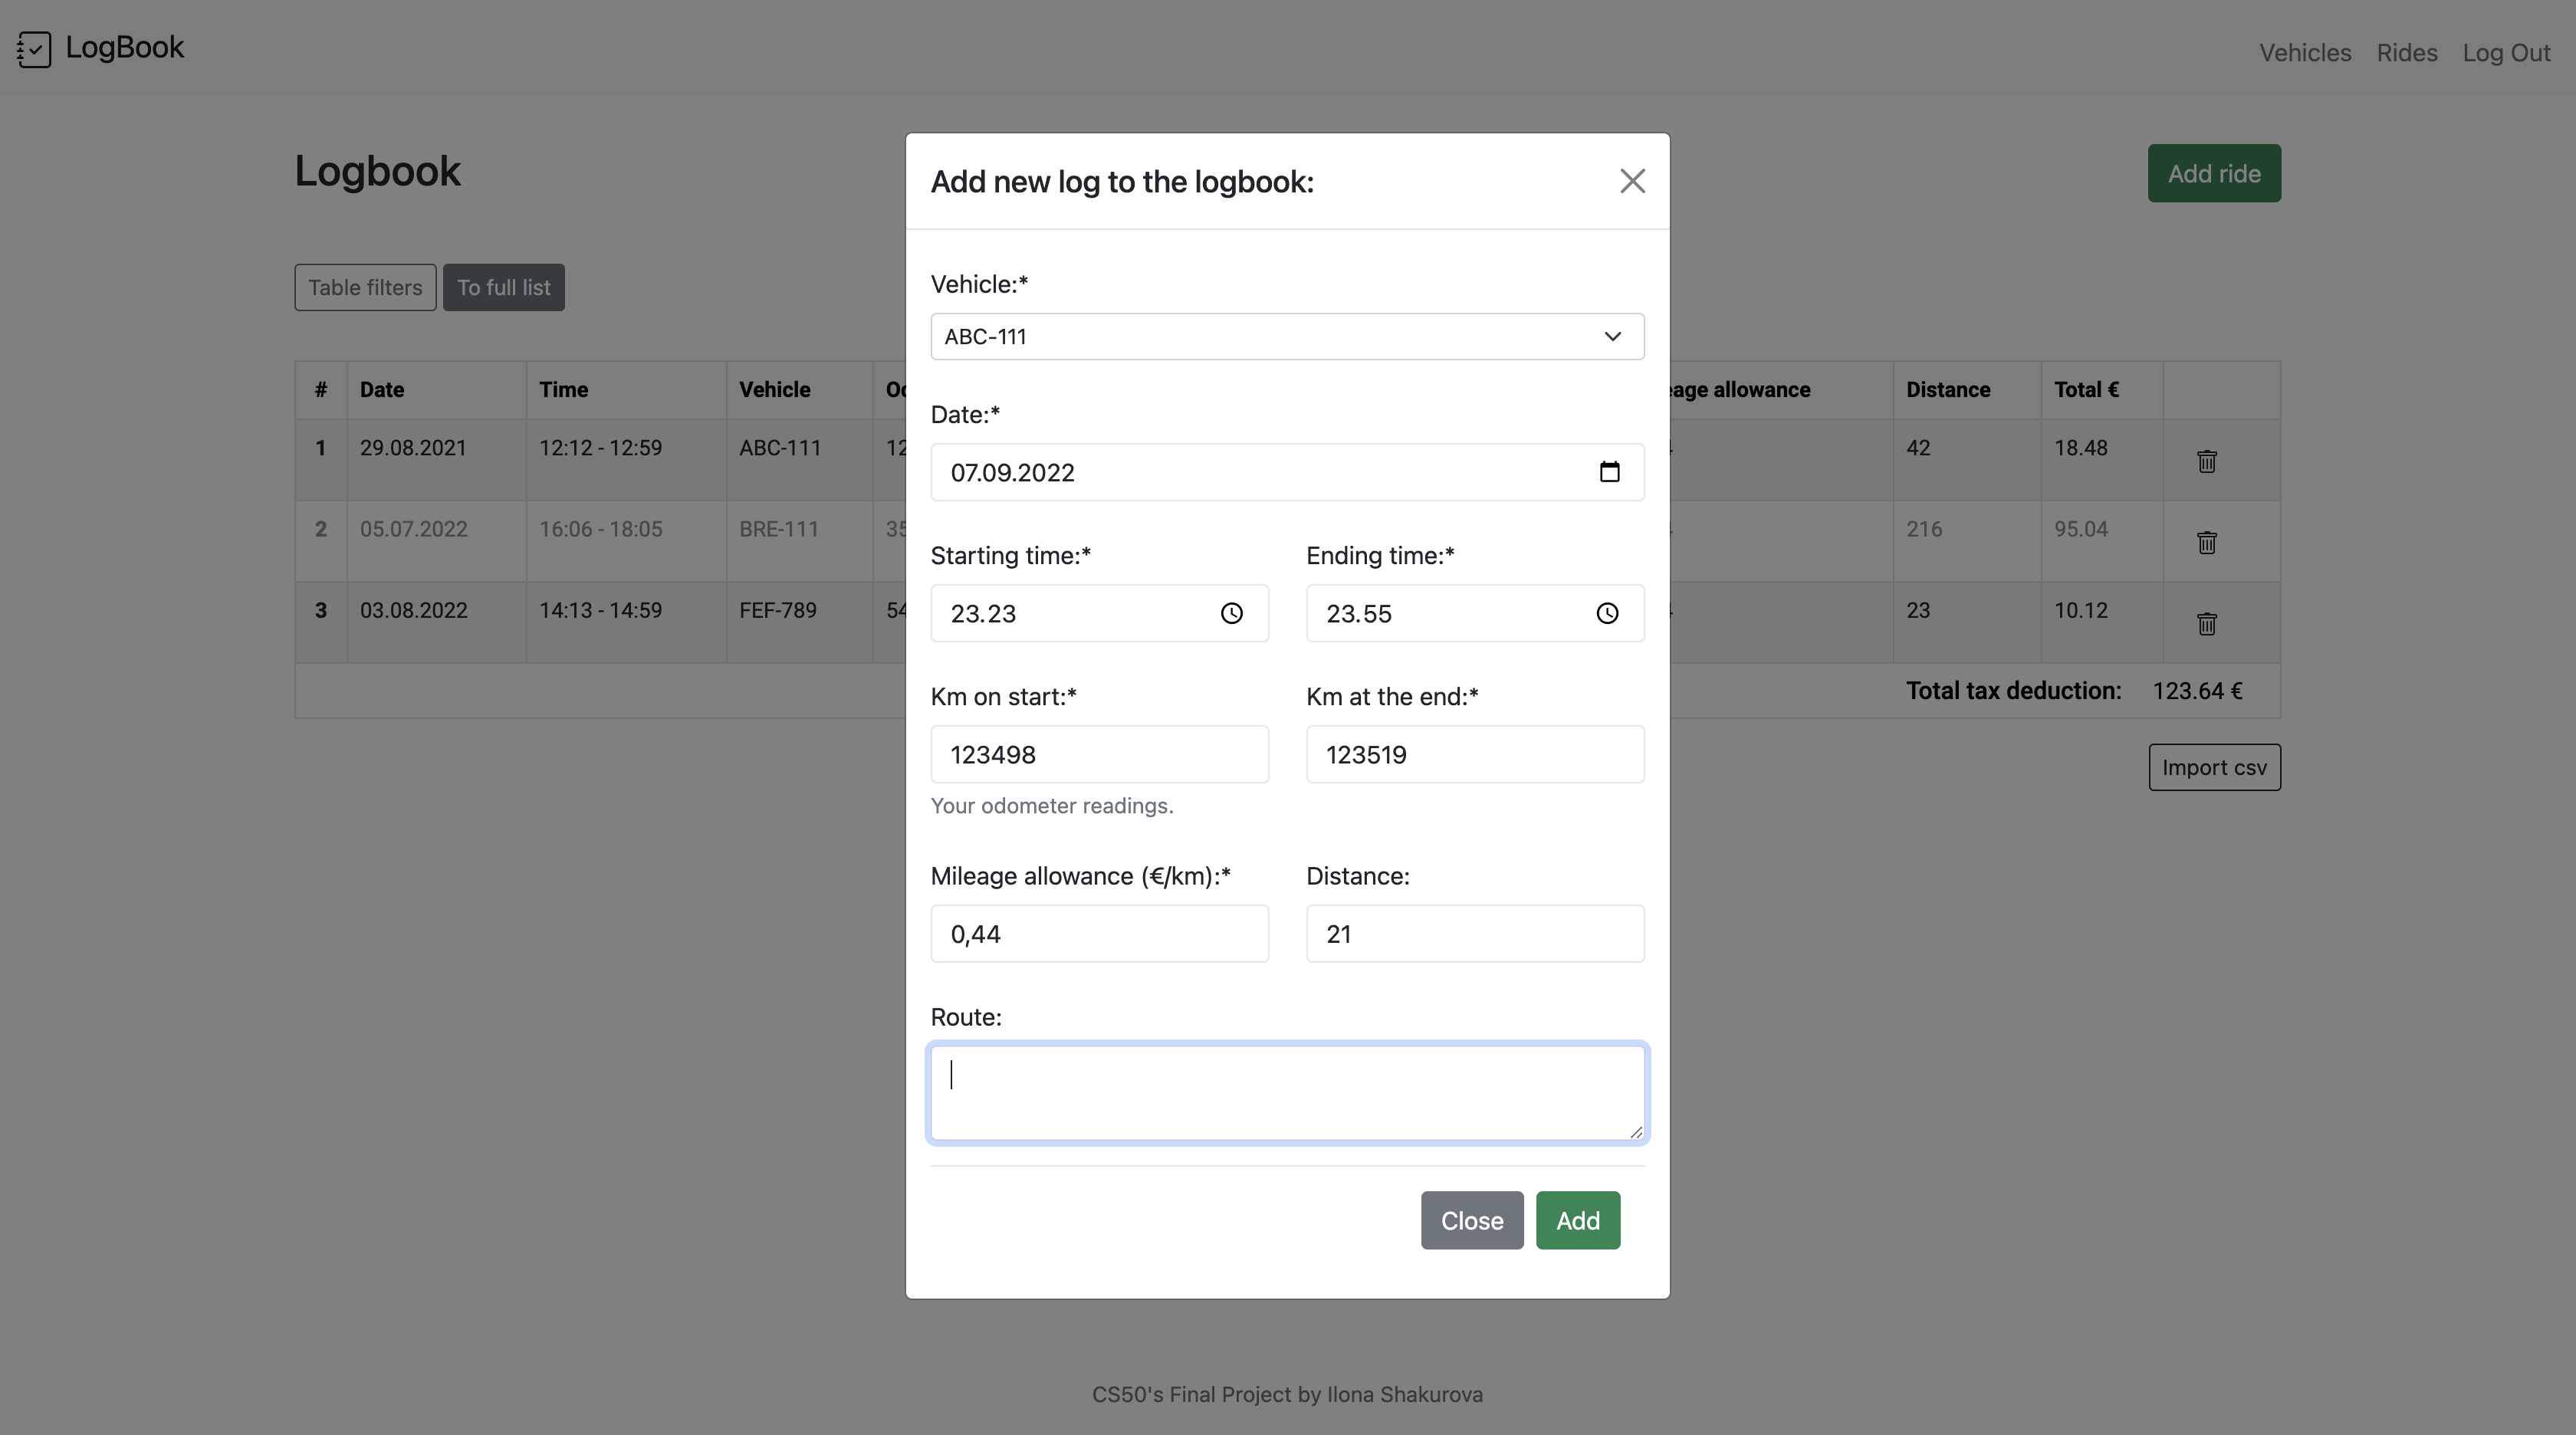 LogBook
Vehicles Rides Log Out
Logbook
Add ride
Table filters To full list
# Date Time Vehicle Distance Total €
allowance
1 29.08.2021 12:12 - 12:59 ABC-111 42 18.48
2 05.07.2022 16:06 - 18:05 BRE-111 216 95.04
3 03.08.2022 14:13 - 14:59 FEF-789 23 10.12
Total tax deduction: 123.64 €
Import csv
Add new log to the logbook:
Vehicle:*
ABC-111
Date:*
07.09.2022
Starting time:* Ending time:*
23.23 23.55
Km on start:* Km at the end:*
123498 123519
Your odometer readings.
Mileage allowance (€/km):* Distance:
0,44 21
Route:
Close Add
CS50's Final Project by Ilona Shakurova